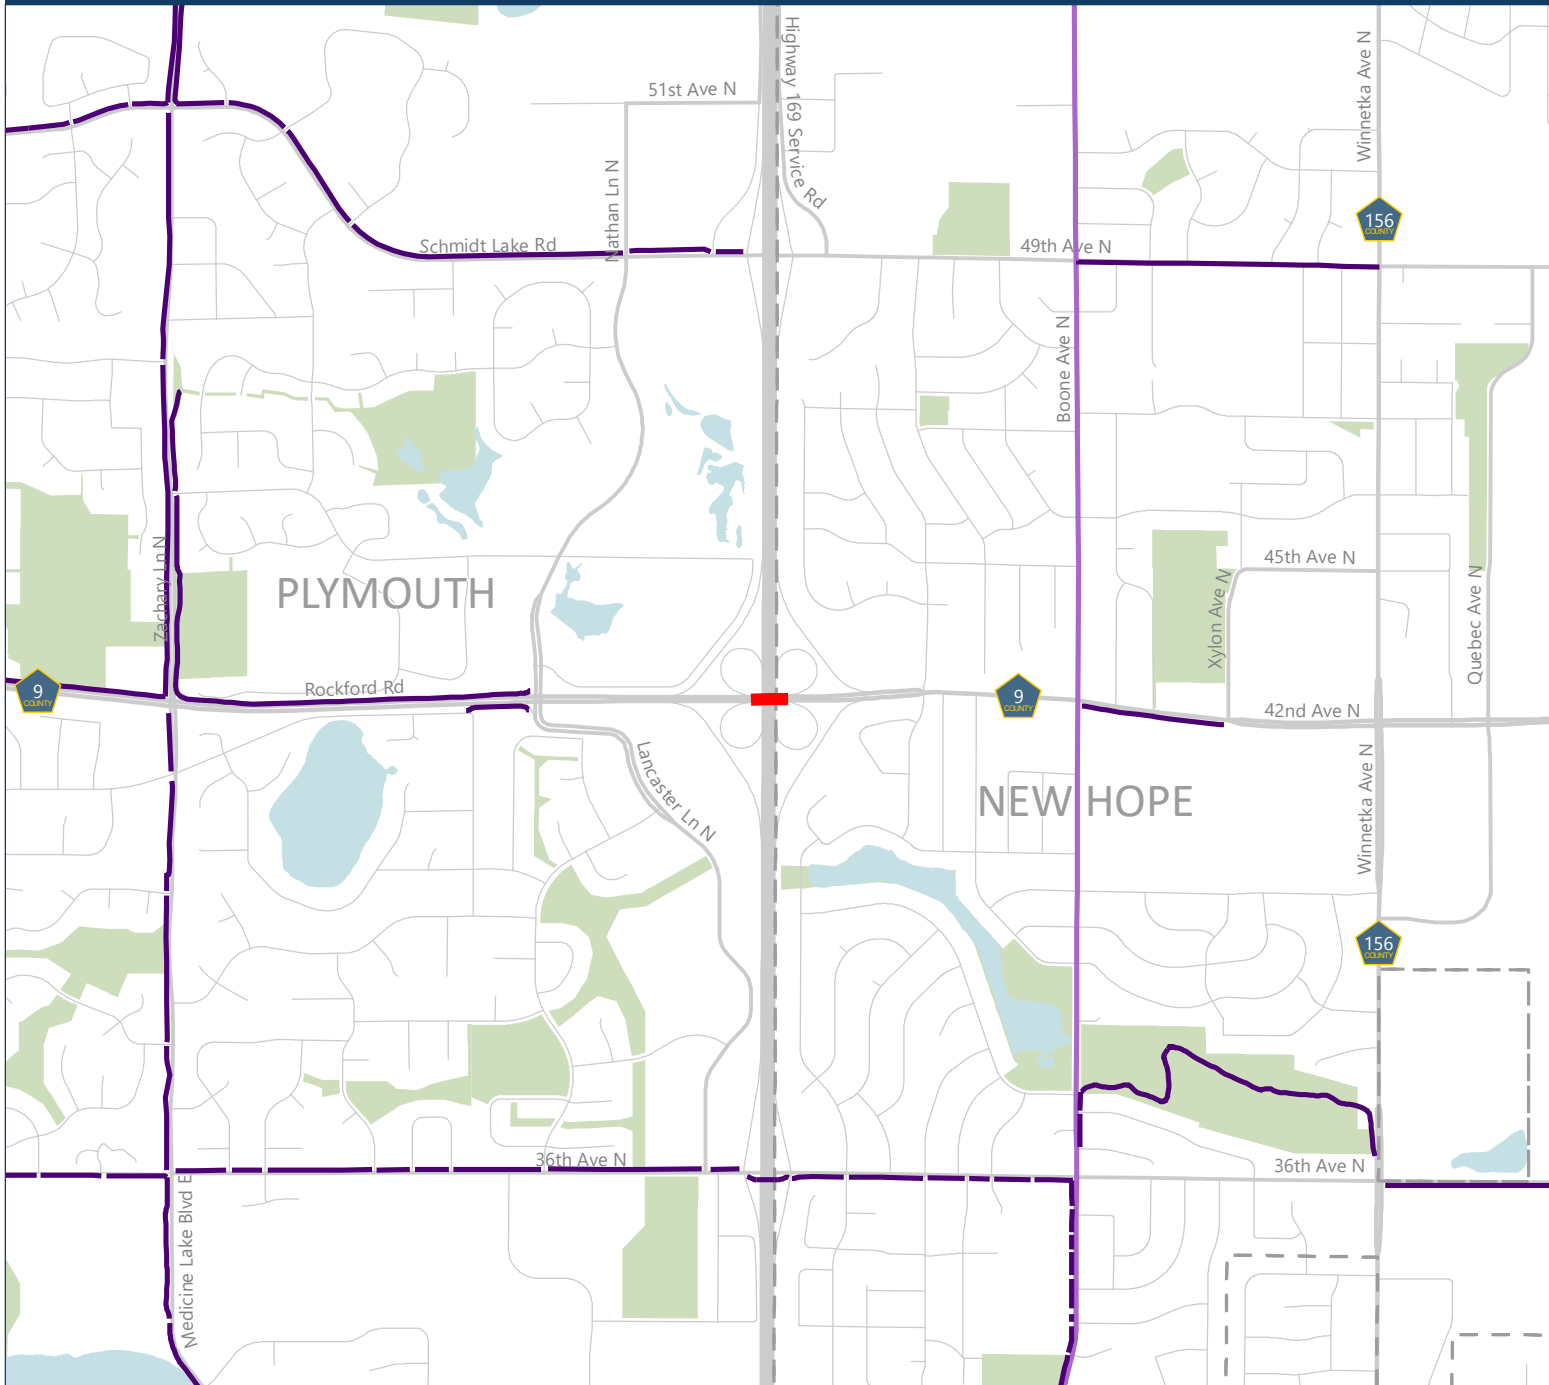 Highway 169 Service Rd
Winnetka Ave N
51st Ave N
Nathan Ln N
156
COUNTY
Schmidt Lake Rd
49th Ave N
Boone Ave N
Zachary Ln N
PLYMOUTH
45th Ave N
Xylon Ave N
Quebec Ave N
9
COUNTY
Rockford Rd
9
COUNTY
42nd Ave N
Lancaster Ln N
NEW HOPE
Winnetka Ave N
156
COUNTY
36th Ave N
36th Ave N
Medicine Lake Blvd E